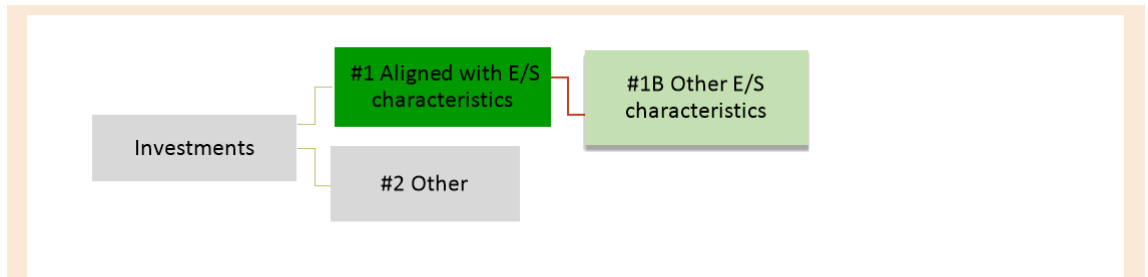 #1 Aligned with E/S
characteristics
#1B Other E/S
characteristics
Investments
#2 Other